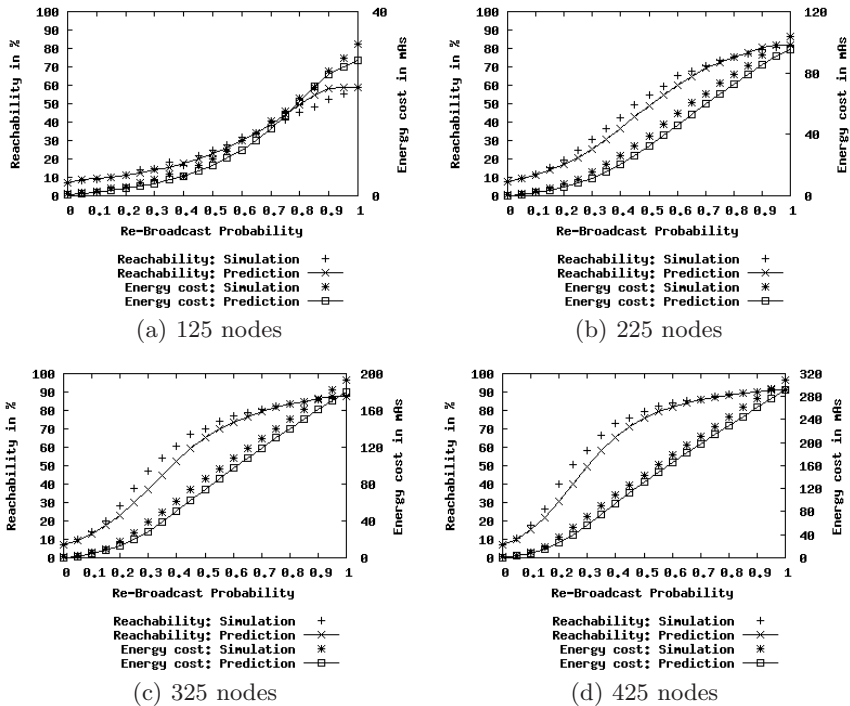 100
90
80
70
60
50
40
30
20
10
0
Reachability in %
40
0
Energy cost in mAs
0 0.1 0.2 0.3 0.4 0.5 0.6 0.7 0.8 0.9 1
Re-Broadcast Probability
Reachability: Simulation
Reachability: Prediction
Energy cost: Simulation
Energy cost: Prediction
(a) 125 nodes
100
90
80
70
60
50
40
30
20
10
0
Reachability in %
120
80
40
0
Energy cost in mAs
0 0.1 0.2 0.3 0.4 0.5 0.6 0.7 0.8 0.9 1
Re-Broadcast Probability
Reachability: Simulation
Reachability: Prediction
Energy cost: Simulation
Energy cost: Prediction
(b) 225 nodes
100
90
80
70
60
50
40
30
20
10
0
Reachability in %
200
160
120
80
40
0
Energy cost in mAs
0 0.1 0.2 0.3 0.4 0.5 0.6 0.7 0.8 0.9 1
Re-Broadcast Probability
Reachability: Simulation
Reachability: Prediction
Energy cost: Simulation
Energy cost: Prediction
(c) 325 nodes
100
90
80
70
60
50
40
30
20
10
0
Reachability in %
320
280
240
200
160
120
80
40
0
Energy cost in mAs
0 0.1 0.2 0.3 0.4 0.5 0.6 0.7 0.8 0.9 1
Re-Broadcast Probability
Reachability: Simulation
Reachability: Prediction
Energy cost: Simulation
Energy cost: Prediction
(d) 425 nodes